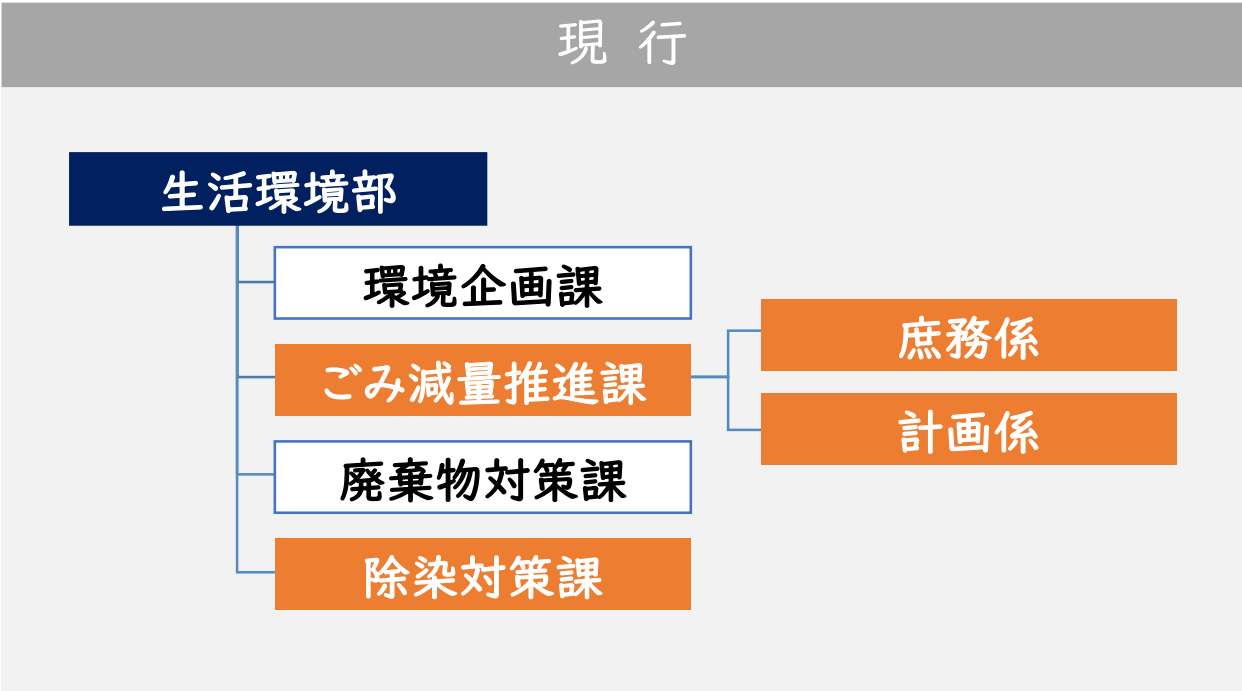 現 行
生活環境部
環境企画課
ごみ減量推進課
庶務係
計画係
廃棄物対策課
除染対策課